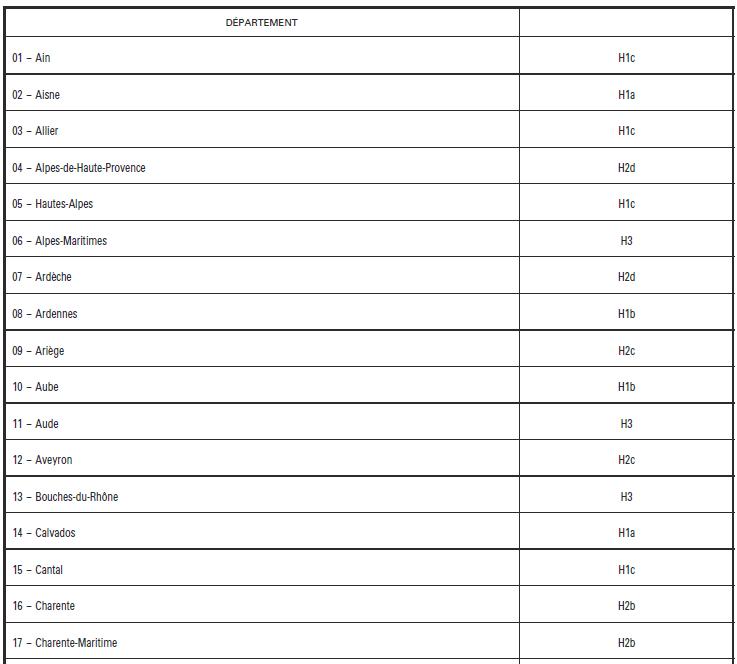 DÉPARTEMENT
01 – Ain H1c
02 – Aisne H1a
03 – Allier H1c
04 – Alpes-de-Haute-Provence H2d
05 – Hautes-Alpes H1c
06 – Alpes-Maritimes H3
07 – Ardèche H2d
08 – Ardennes H1b
09 – Ariège H2c
10 – Aube H1b
11 – Aude H3
12 – Aveyron H2c
13 – Bouches-du-Rhône H3
14 – Calvados H1a
15 – Cantal H1c
16 – Charente H2b
17 – Charente-Maritime H2b